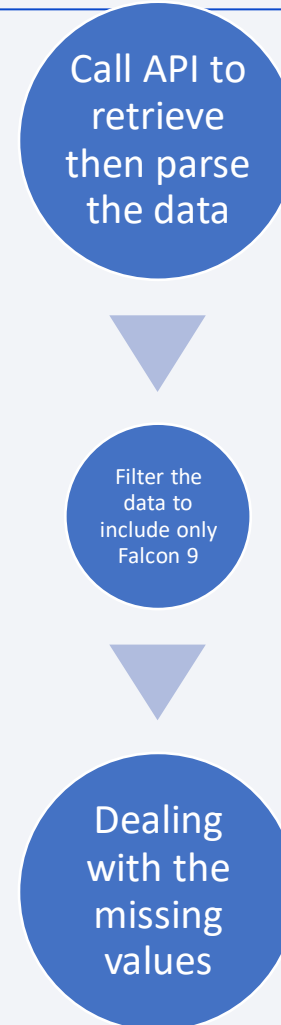 Call API to
retrieve
then parse
the data
Filter the
data to
include only
Falcon 9
Dealing
with the
missing
values